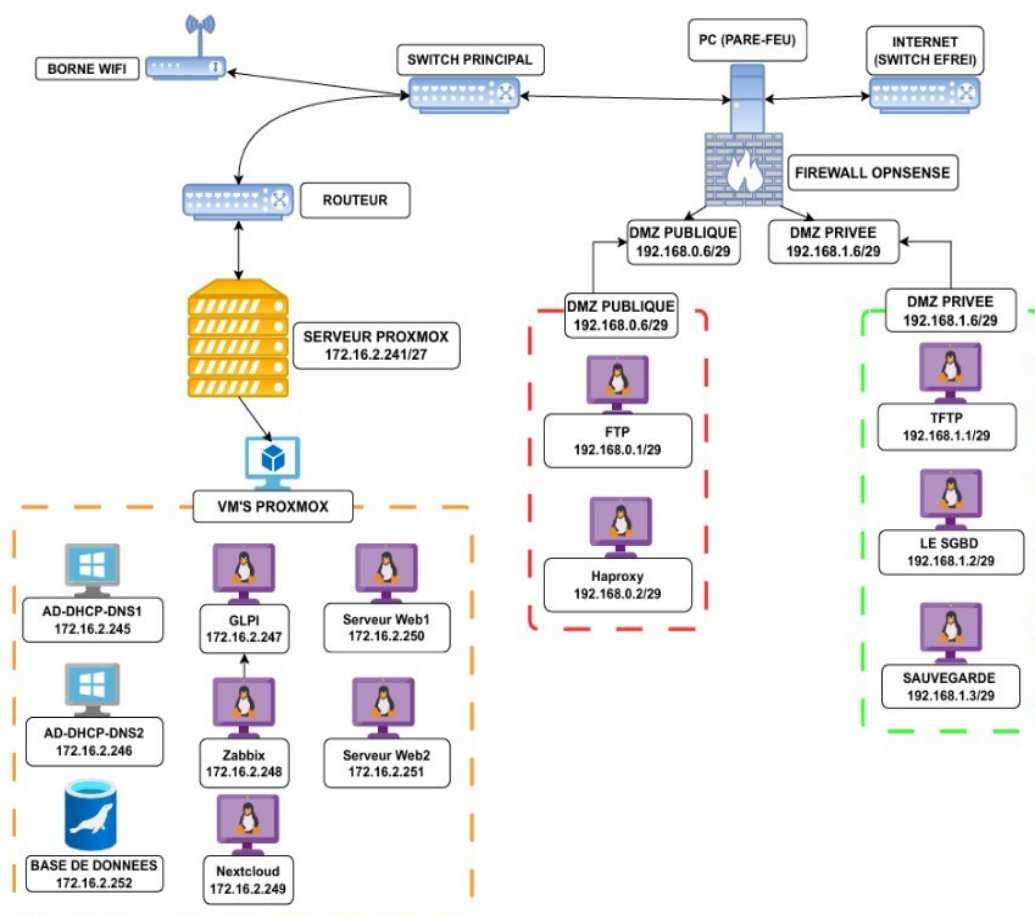 PC (PARE-FEU)
INTERNET
(SWITCH EFREI)
SWITCH PRINCIPAL
BORNE WIFI
FIREWALL OPNSENSE
ROUTEUR
DMZ PUBLIQUE
192.168.0.6/29
DMZ PRIVEE
192.168.1.6/29
DMZ PUBLIQUE
192.168.0.6/29
DMZ PRIVEE
192.168.1.6/29
SERVEUR PROXMOX
172.16.2.241/27
FTP
192.168.0.1/29
TFTP
192.168.1.1/29
VM'S PROXMOX
LE SGBD
192.168.1.2/29
Haproxy
192.168.0.2/29
AD-DHCP-DNS1
172.16.2.245
GLPI
172.16.2.247
Serveur Web1
172.16.2.250
SAUVEGARDE
192.168.1.3/29
AD-DHCP-DNS2
172.16.2.246
Zabbix
172.16.2.248
Serveur Web2
172.16.2.251
BASE DE DONNEES
172.16.2.252
Nextcloud
172.16.2.249